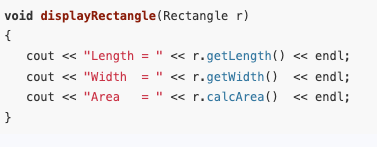 void displayRectangle(Rectangle r)
{
   cout << "Length = " << r.getLength() << endl;
   cout << "Width  = " << r.getWidth()  << endl;
   cout << "Area   = " << r.calcArea()  << endl;
}